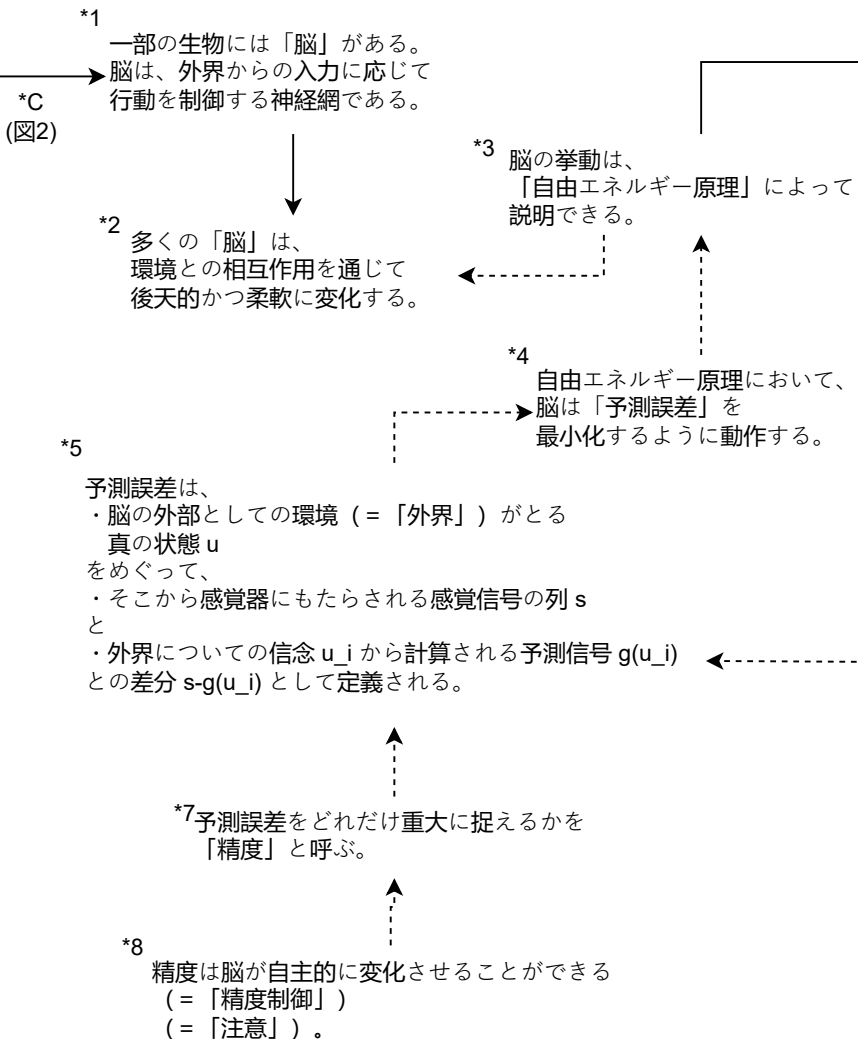 *1
一部の生物には「脳」がある。
脳は、外界からの入力に応じて
行動を制御する神経網である。
*C
(図2)
*2
多くの「脳」は、
環境との相互作用を通じて
後天的かつ柔軟に変化する。
*3
脳の挙動は、
「自由エネルギー原理」によって
説明できる。
*4
自由エネルギー原理において、
脳は「予測誤差」を
最小化するように動作する。
*5
予測誤差は、
・脳の外部としての環境（=「外界」）がとる
真の状態 u
をめぐって、
・そこから感覚器にもたらされる感覚信号の列 s
と
・外界についての信念 u_i から計算される予測信号 g(u_i)
との差分 s-g(u_i) として定義される。
*7
予測誤差をどれだけ重大に捉えるかを
「精度」と呼ぶ。
*8
精度は脳が自主的に変化させることができる
（=「精度制御」）
（=「注意」）。